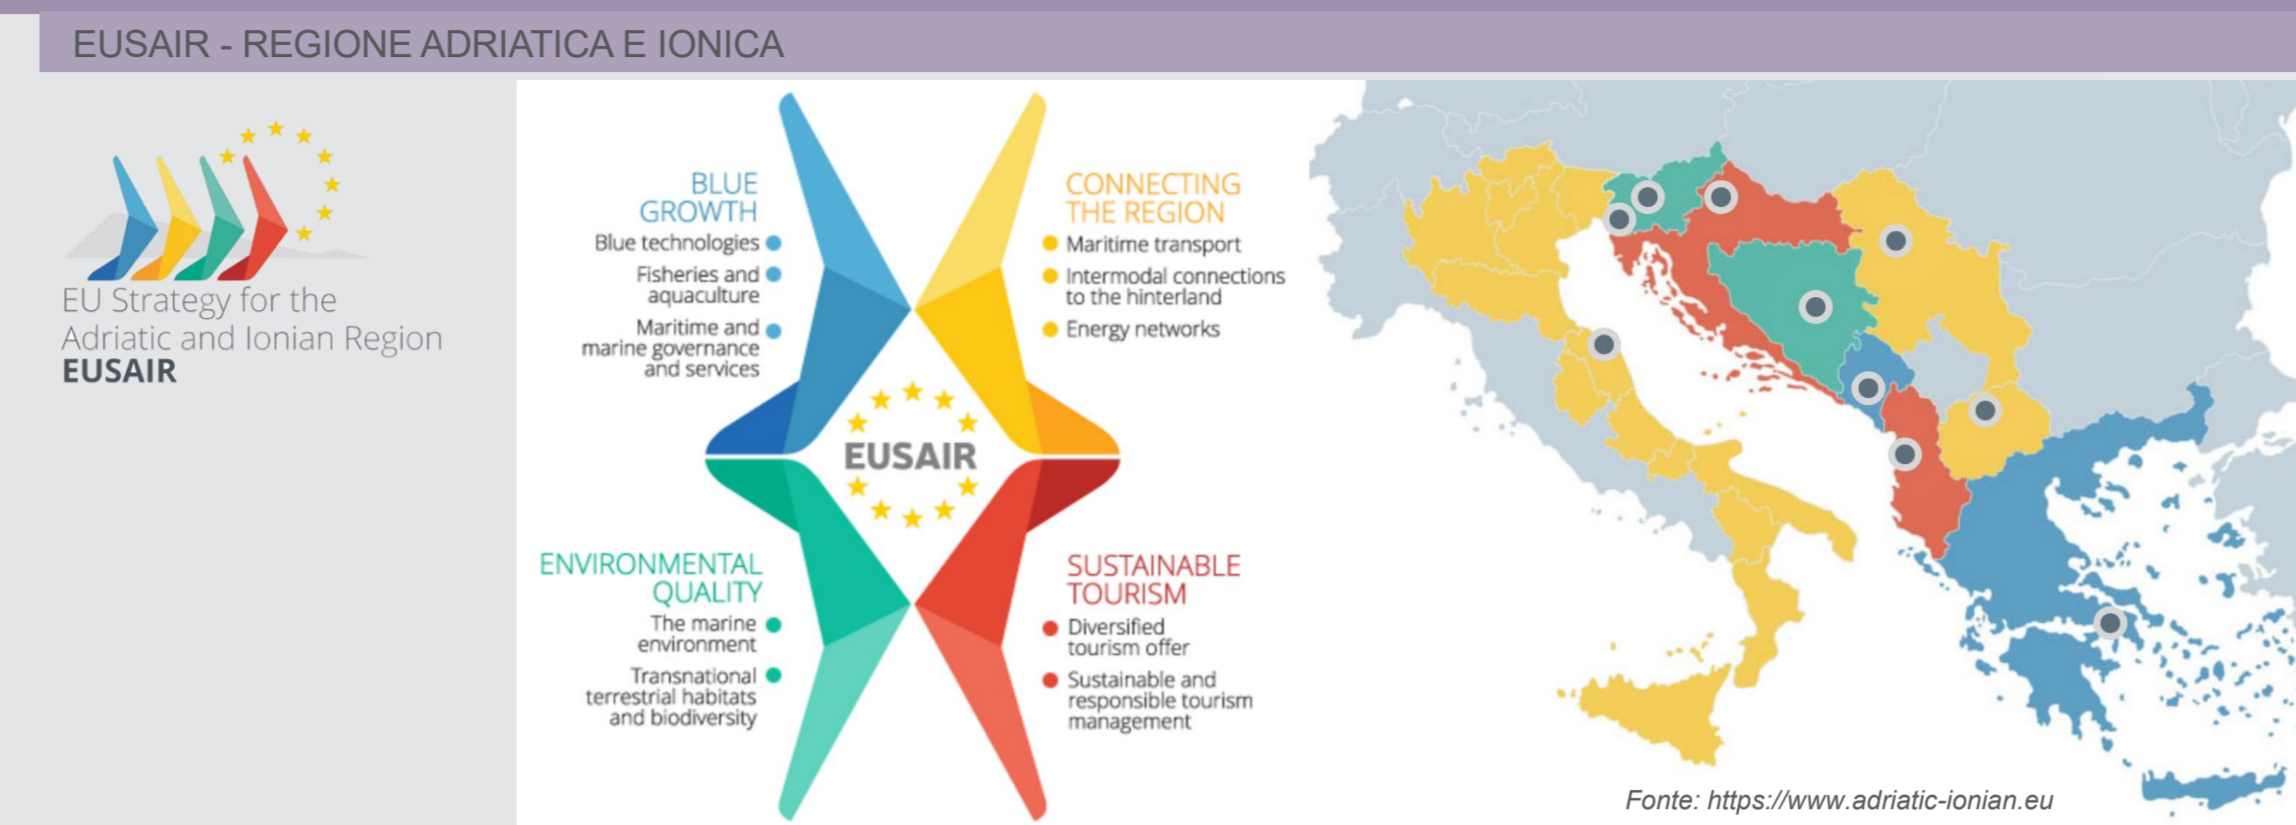 EUSAIR - REGIONE ADRIATICA E IONICA
EU Strategy for the
Adriatic and Ionian Region
EUSAIR
BLUE
GROWTH
Blue technologies
Fisheries and
aquaculture
Maritime and
marine governance
and services
CONNECTING
THE REGION
Maritime transport
Intermodal connections
to the hinterland
Energy networks
EUSAIR
ENVIRONMENTAL
QUALITY
The marine
environment
Transnational
terrestrial habitats
and biodiversity
SUSTAINABLE
TOURISM
Diversified
tourism offer
Sustainable and
responsible tourism
management
Fonte: https://www.adriatic-ionian.eu